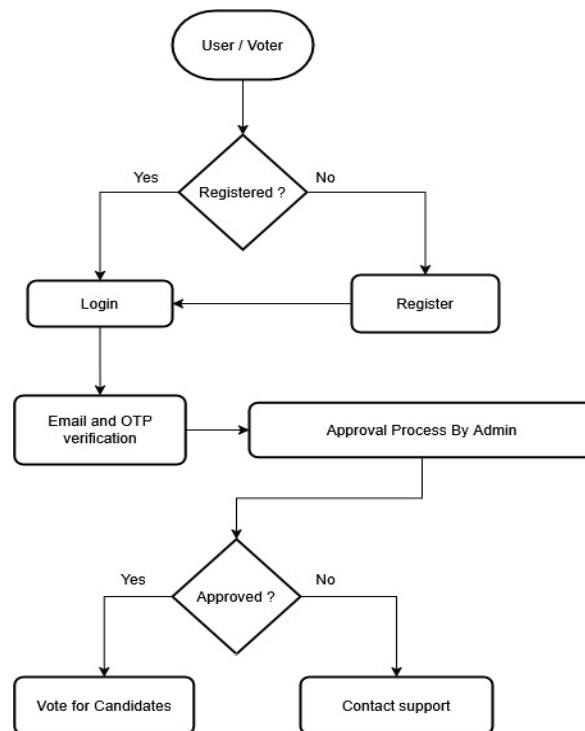 User / Voter
Yes
No
Registered ?
Login
Register
Email and OTP
verification
Approval Process By Admin
Yes
No
Approved ?
Vote for Candidates
Contact support